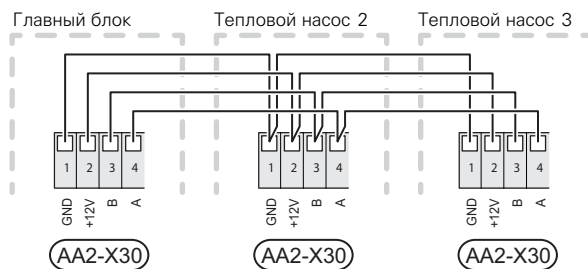 Главный блок Тепловой насос 2 Тепловой насос 3
1 2 3 4 1 2 3 4 1 2 3 4
GND +12V B A GND +12V B A GND +12V B A
AA2-X30 AA2-X30 AA2-X30